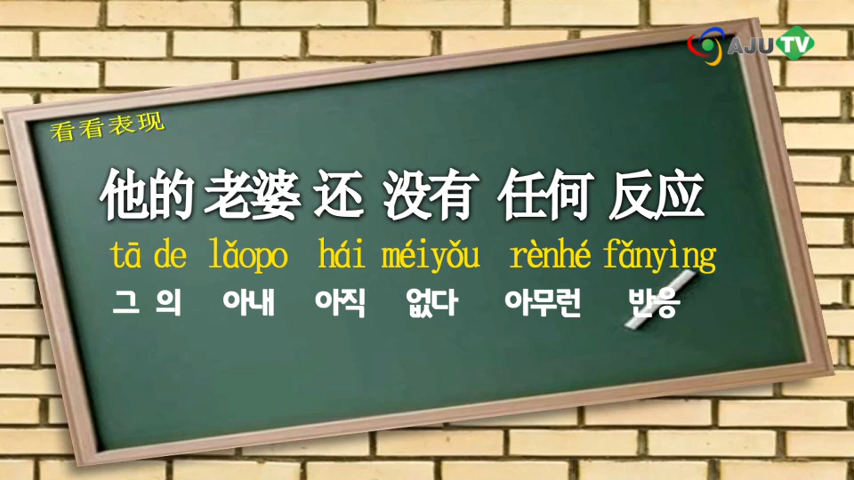 AJU TV
看看表现
他的 老婆 还 没有 任何 反应
tā de lǎopo hái méiyǒu rènhé fǎnyìng
그 의 아내 아직 없다 아무런 반응